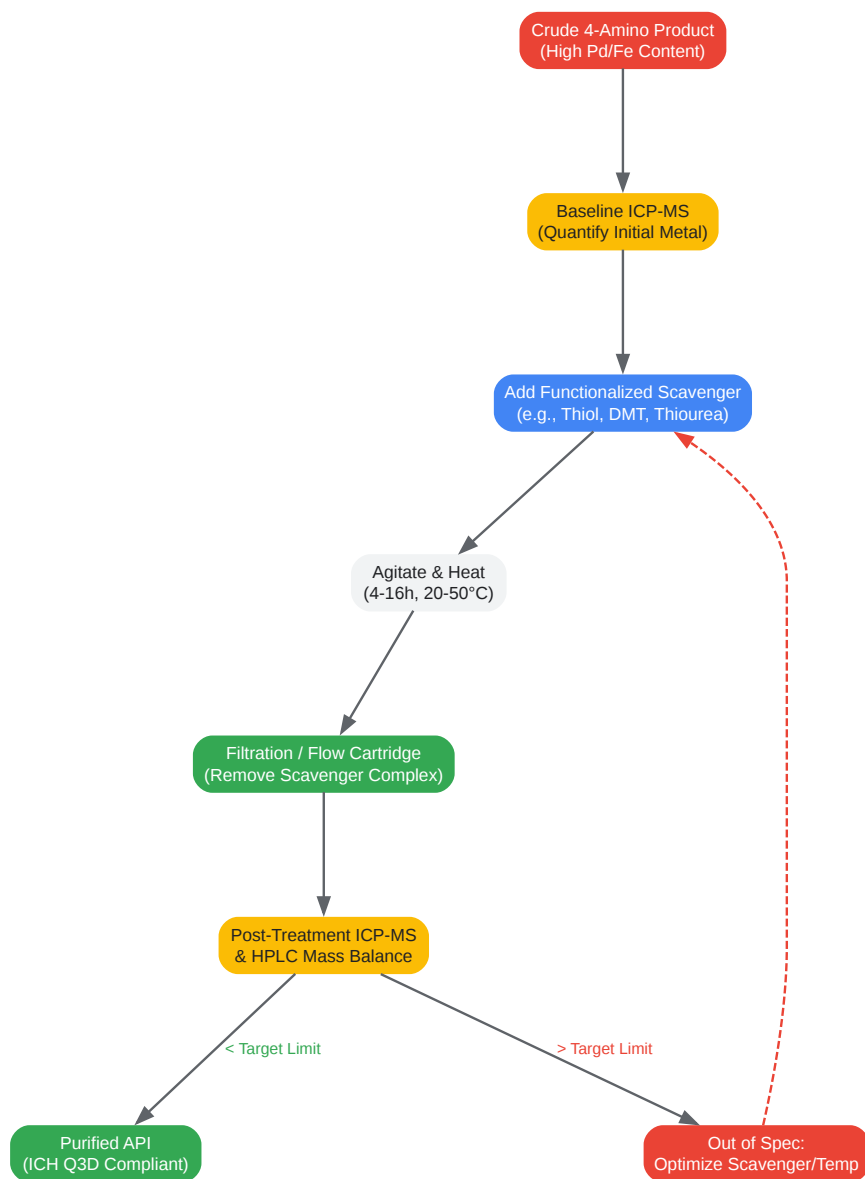 Crude 4-Amino Product
(High Pd/Fe Content)
Baseline ICP-MS
(Quantify Initial Metal)
Add Functionalized Scavenger
(e.g., Thiol, DMT, Thiourea)
Agitate & Heat
(4-16h, 20-50°C)
Filtration / Flow Cartridge
(Remove Scavenger Complex)
Post-Treatment ICP-MS
& HPLC Mass Balance
< Target Limit
> Target Limit
Purified API
(ICH Q3D Compliant)
Out of Spec:
Optimize Scavenger/Temp